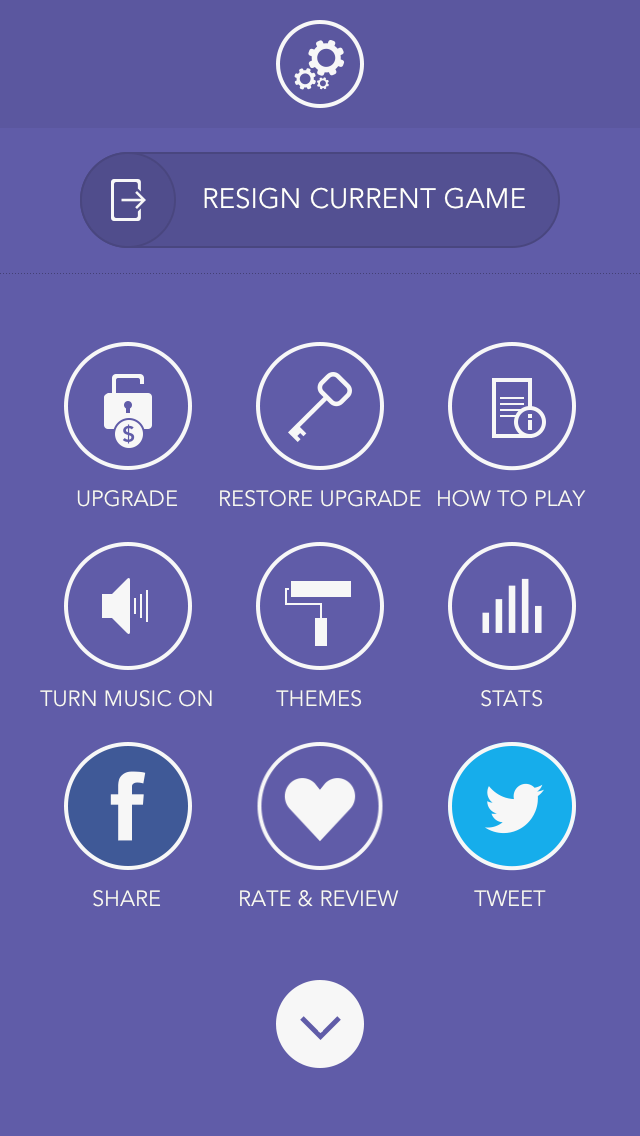 RESIGN CURRENT GAME
$
i
UPGRADE
RESTORE UPGRADE
HOW TO PLAY
TURN MUSIC ON
THEMES
STATS
f
SHARE
RATE & REVIEW
TWEET